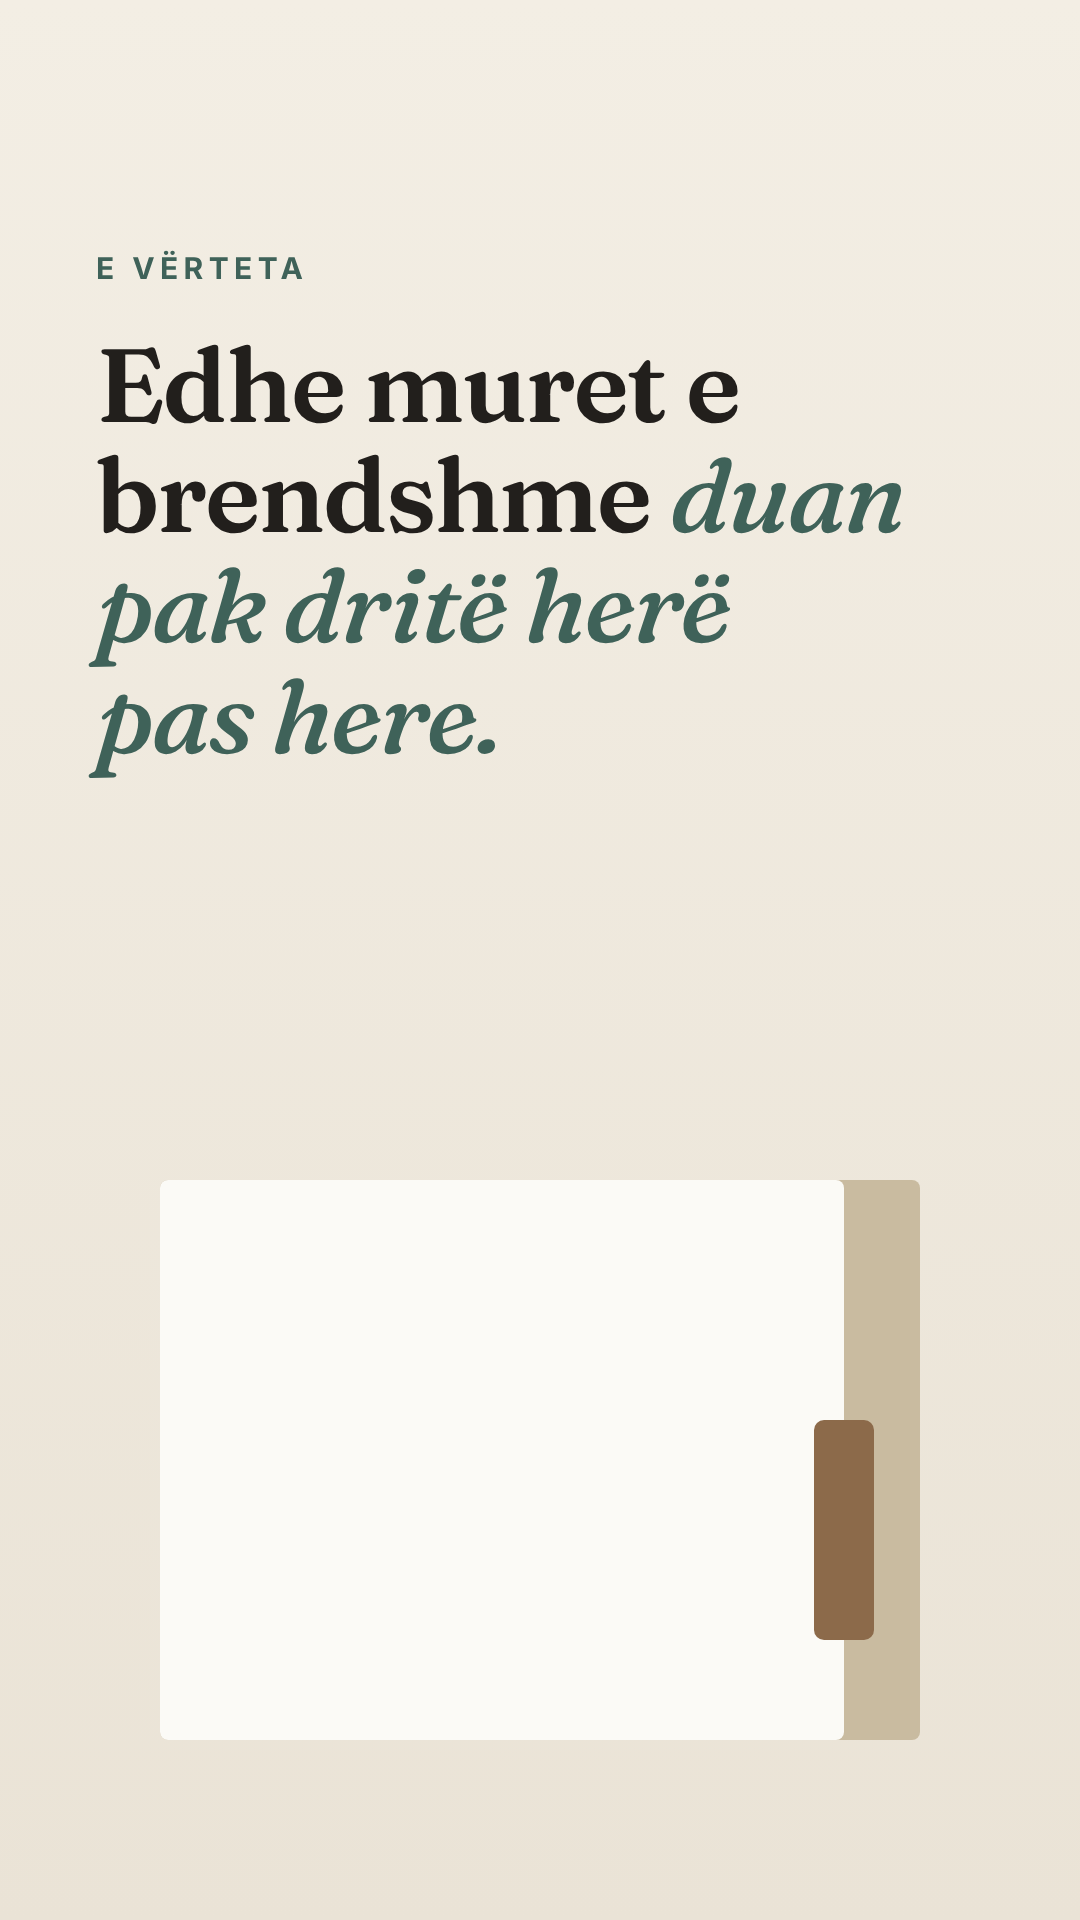 E VËRTETA
Edhe muret e
brendshme duan
pak dritë herë
pas here.